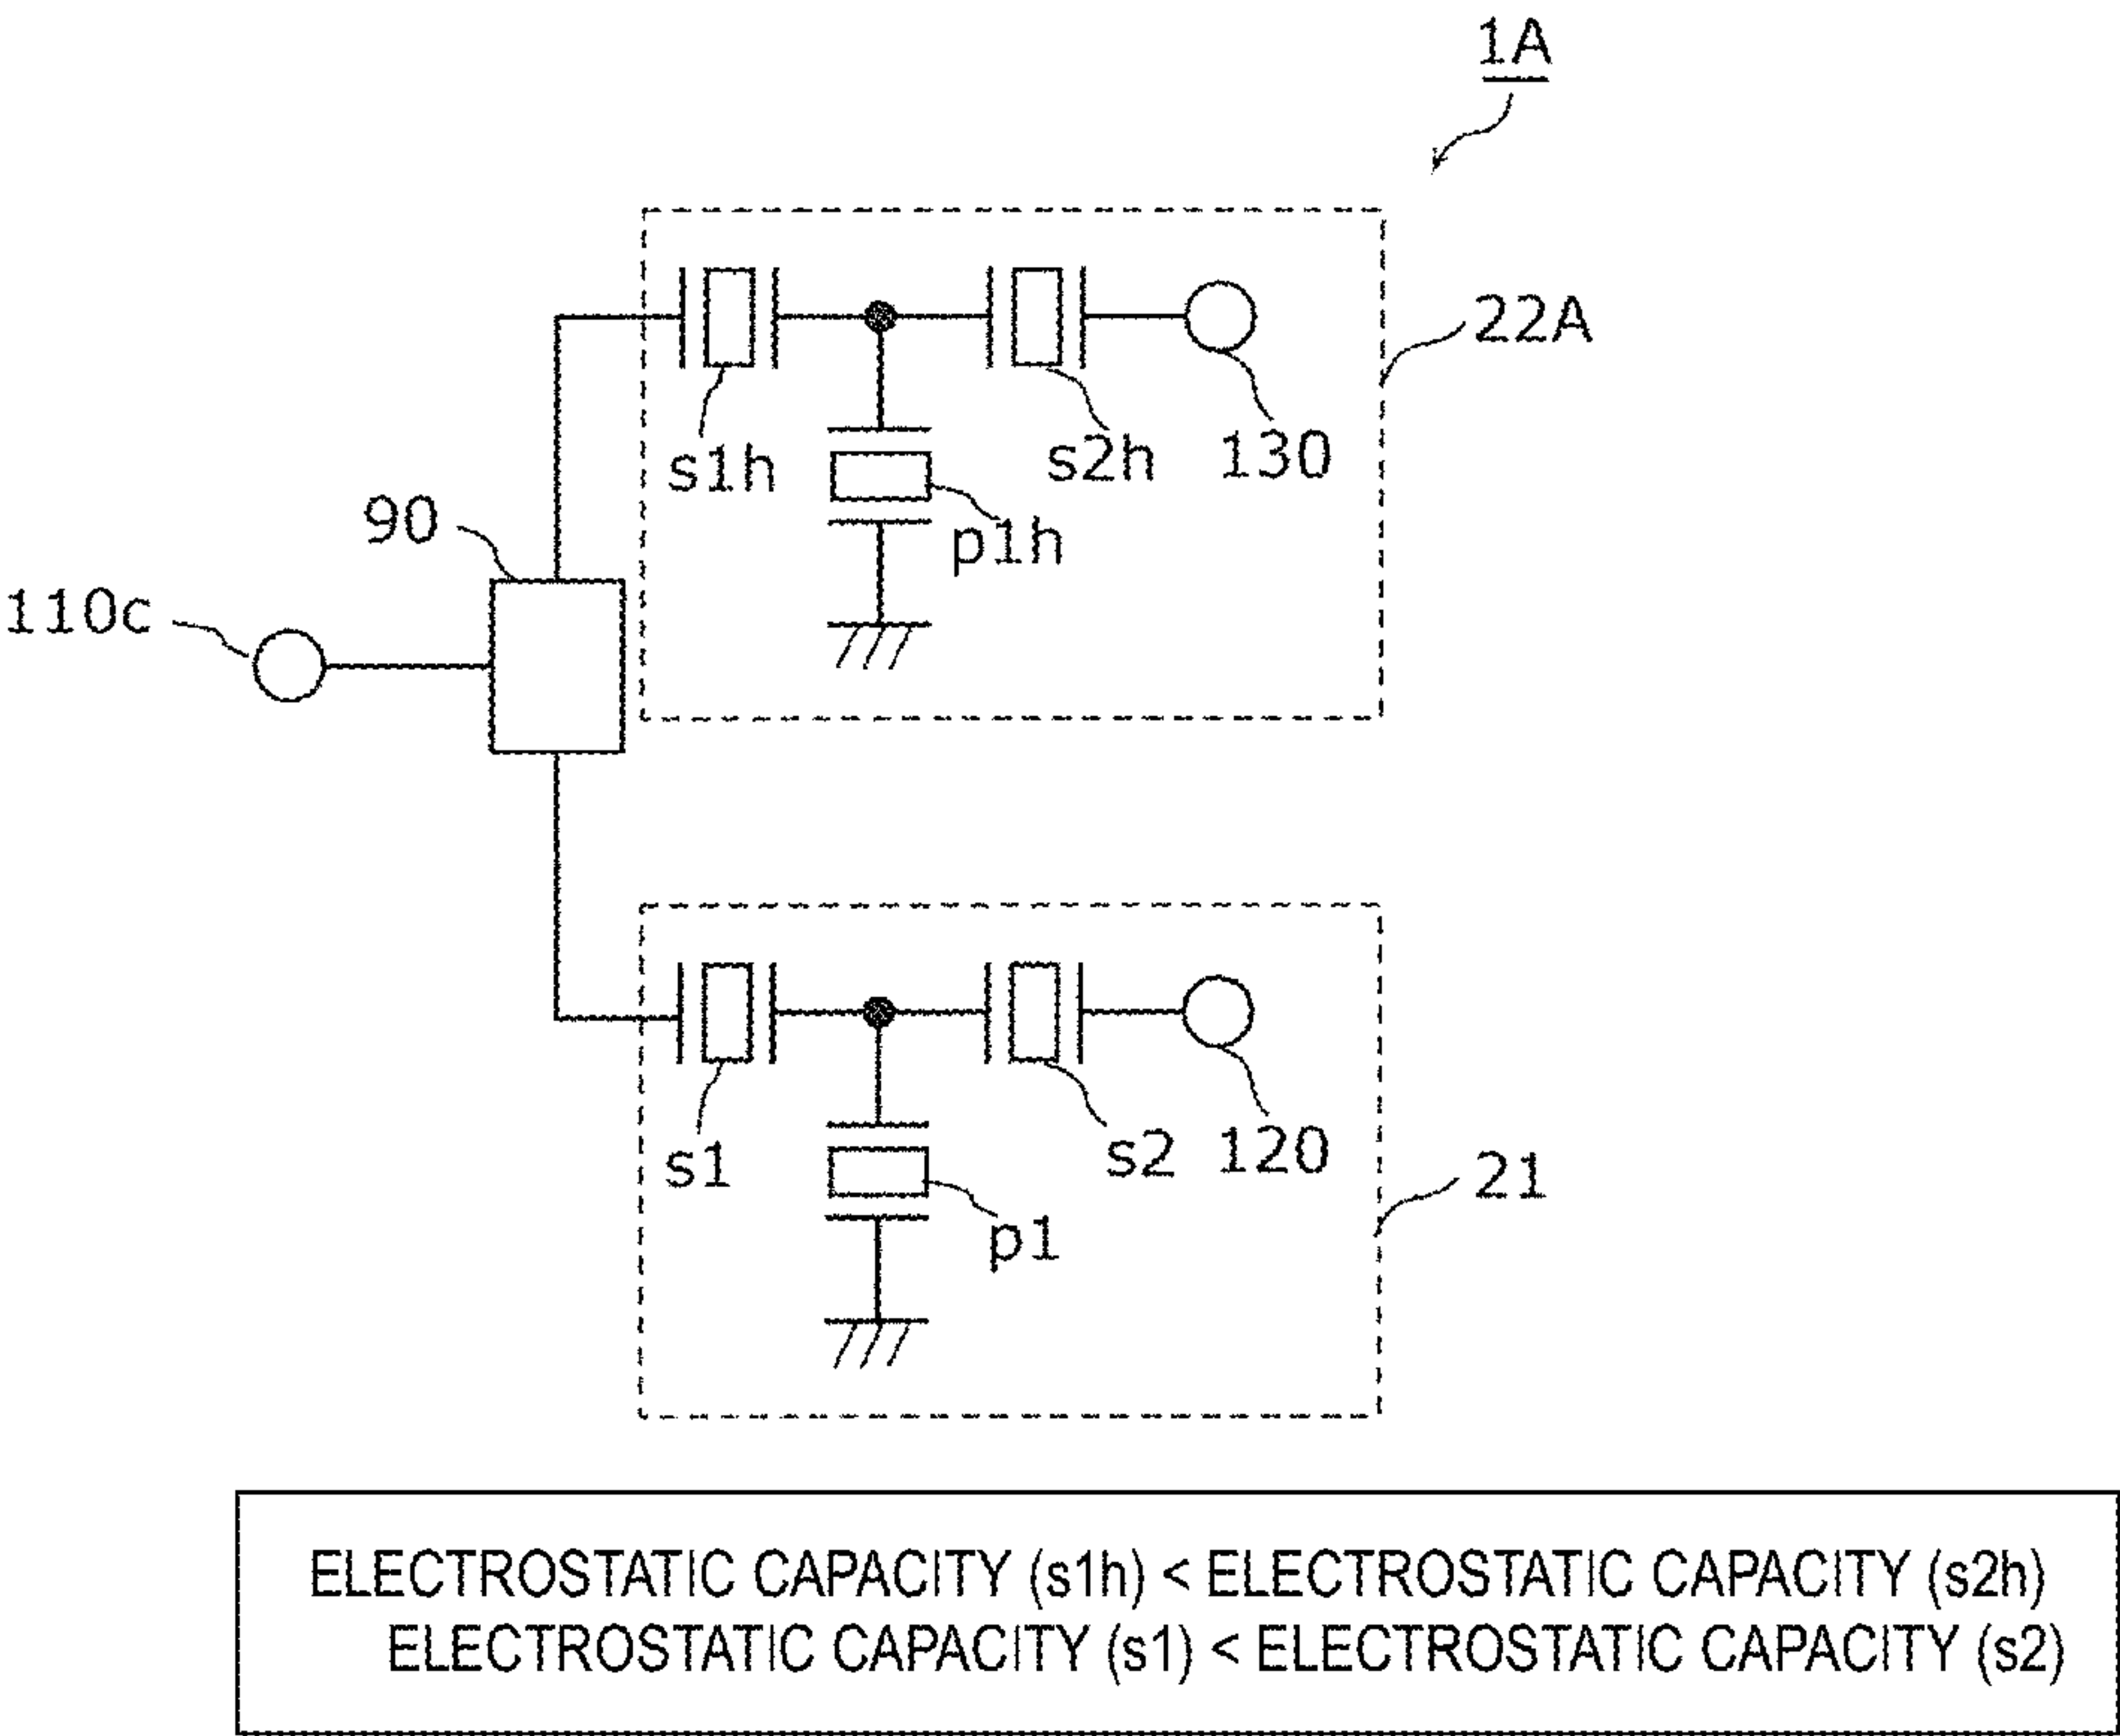 1A
22A
s1h
s2h
130
90
p1h
110c
s1
s2
120
21
p1
ELECTROSTATIC CAPACITY (s1h) < ELECTROSTATIC CAPACITY (s2h)
ELECTROSTATIC CAPACITY (s1) < ELECTROSTATIC CAPACITY (s2)